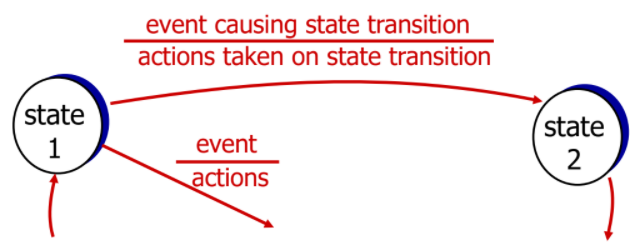 event causing state transition
actions taken on state transition
state
1
event
actions
state
2